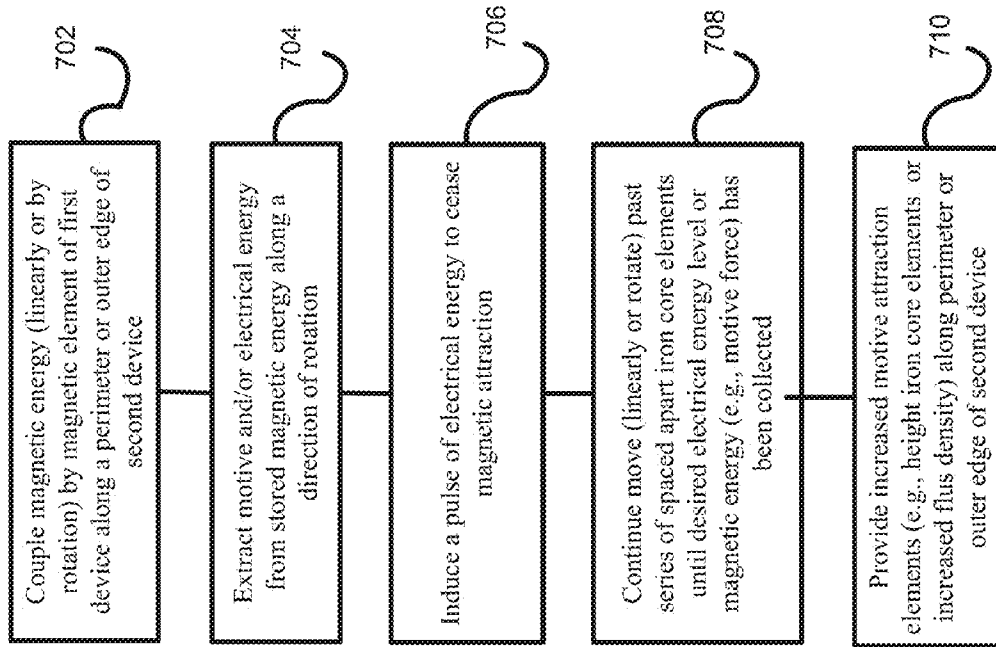 Couple magnetic energy (linearly or by
rotation) by magnetic element of first
device along a perimeter or outer edge of
second device
702
Extract motive and/or electrical energy
from stored magnetic energy along a
direction of rotation
704
Induce a pulse of electrical energy to cease
magnetic attraction
706
Continue move (linearly or rotate) past
series of spaced apart iron core elements
until desired electrical energy level or
magnetic energy (e.g., motive force) has
been collected
708
Provide increased motive attraction
elements (e.g., height iron core elements or
increased flus density) along perimeter or
outer edge of second device
710